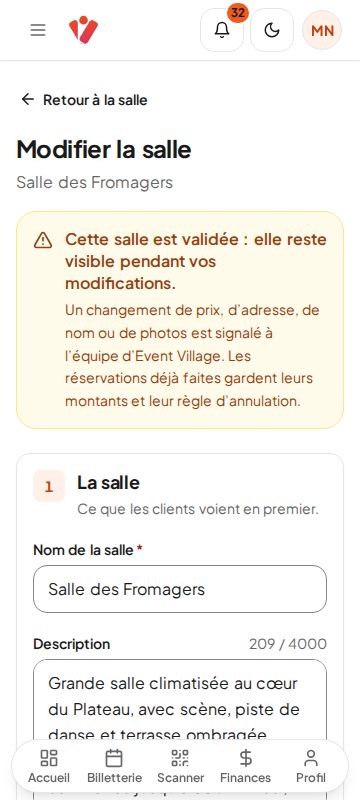 32
MN
Retour à la salle
Modifier la salle
Salle des Fromagers
Cette salle est validée : elle reste
visible pendant vos
modifications.
Un changement de prix, d’adresse, de
nom ou de photos est signalé à
l’équipe d’Event Village. Les
réservations déjà faites gardent leurs
montants et leur règle d’annulation.
1
La salle
Ce que les clients voient en premier.
Nom de la salle *
Salle des Fromagers
Description
209 / 4000
Grande salle climatisée au cœur
du Plateau, avec scène, piste de
danse et terrasse ombragée
Accueil
Billetterie
Scanner
Finances
Profil